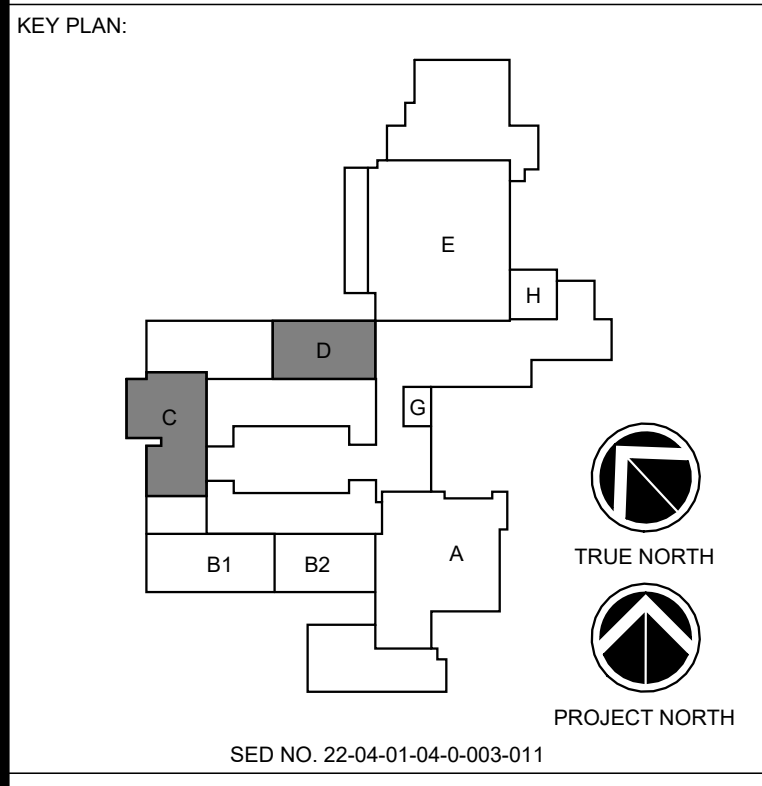 KEY PLAN:
E
H
D
G
C
TRUE NORTH
A
B1 B2
PROJECT NORTH
SED NO. 22-04-01-04-0-003-011